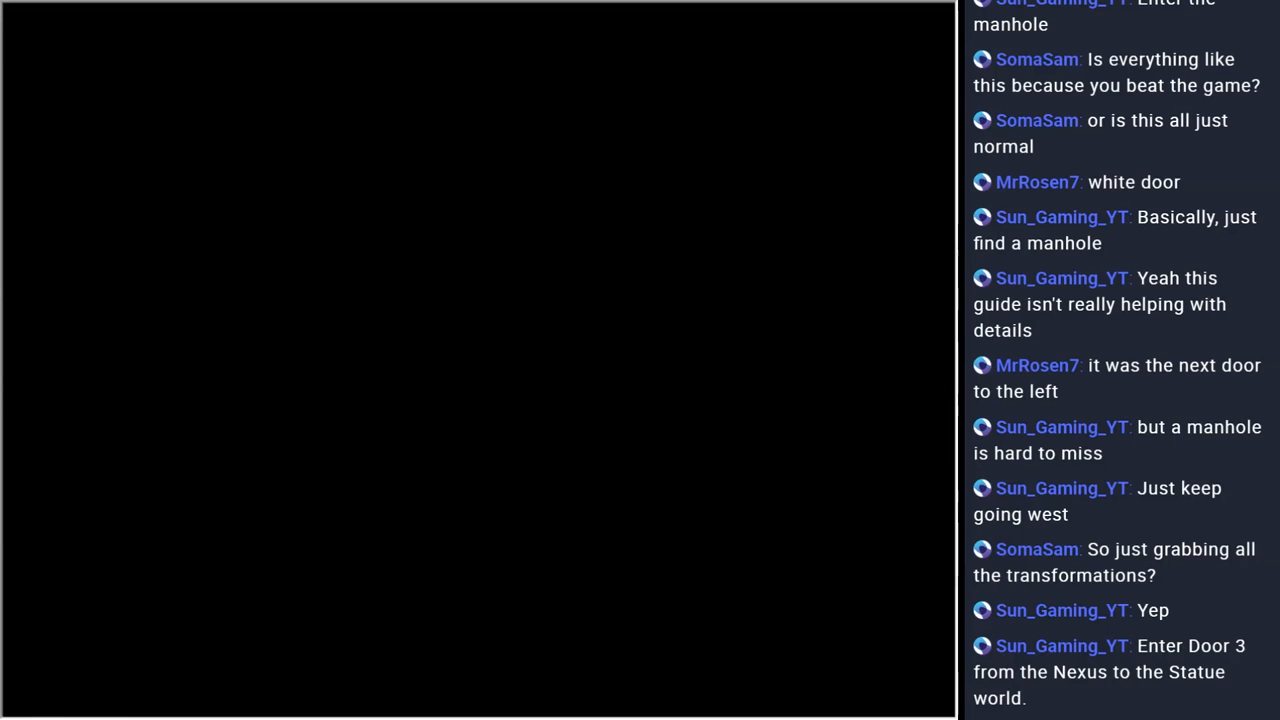 Sun_Gaming_YT: Enter the
manhole
SomaSam: Is everything like
this because you beat the game?
SomaSam: or is this all just
normal
MrRosen7: white door
Sun_Gaming_YT: Basically, just
find a manhole
Sun_Gaming_YT: Yeah this
guide isn't really helping with
details
MrRosen7: it was the next door
to the left
Sun_Gaming_YT: but a manhole
is hard to miss
Sun_Gaming_YT: Just keep
going west
SomaSam: So just grabbing all
the transformations?
Sun_Gaming_YT: Yep
Sun_Gaming_YT: Enter Door 3
from the Nexus to the Statue
world.